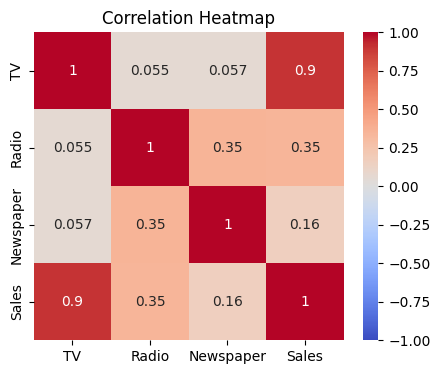 Correlation Heatmap
TV 1 0.055 0.057 0.9
Radio 0.055 1 0.35 0.35
Newspaper 0.057 0.35 1 0.16
Sales 0.9 0.35 0.16 1
TV Radio Newspaper Sales
1.00
0.75
0.50
0.25
0.00
−0.25
−0.50
−0.75
−1.00